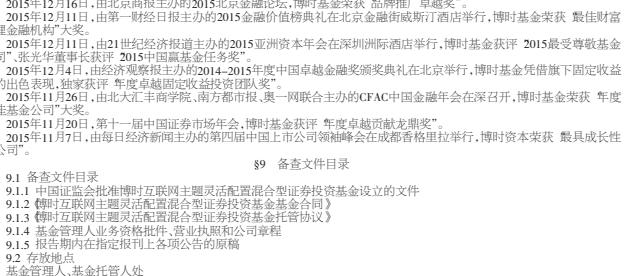 2015年12月16日,由北京商报主办的2015北京金融论坛,博时基金荣获 品牌推广卓越奖”。
2015年12月11日,由第一财经日报主办的2015金融价值榜典礼在北京金融街威斯汀酒店举行,博时基金荣获 最佳财富
理金融机构”大奖。
2015年12月11日,由21世纪经济报道主办的2015亚洲资本年会在深圳洲际酒店举行,博时基金获评 2015最受尊敬基金
司”、张光华董事长获评 2015中国赢基金任务奖”。
2015年12月4日,由经济观察报主办的2014-2015年度中国卓越金融奖颁奖典礼在北京举行,博时基金凭借旗下固定收益
的出色表现,独家获评 年度卓越固定收益投资团队奖”。
2015年11月26日,由北大汇丰商学院、南方都市报、奥一网联合主办的CFAC中国金融年会在深召开,博时基金荣获 年度
佳基金公司”大奖。
2015年11月20日,第十一届中国证券市场年会,博时基金获评 年度卓越贡献龙鼎奖”。
2015年11月7日,由每日经济新闻主办的第四届中国上市公司领袖峰会在成都香格里拉举行,博时资本荣获 最具成长性
公司”。
§9 备查文件目录
9.1 备查文件目录
9.1.1 中国证监会批准博时互联网主题灵活配置混合型证券投资基金设立的文件
9.1.2《博时互联网主题灵活配置混合型证券投资基金基金合同》
9.1.3《博时互联网主题灵活配置混合型证券投资基金托管协议》
9.1.4 基金管理人业务资格批件、营业执照和公司章程
9.1.5 报告期内在指定报刊上各项公告的原稿
9.2 存放地点
基金管理人、基金托管人处